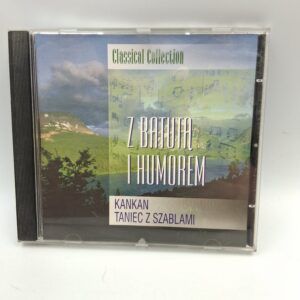 Classical Collection
Z BATUTĄ
I HUMOREM
KANKAN
TANIEC Z SZABLAMI